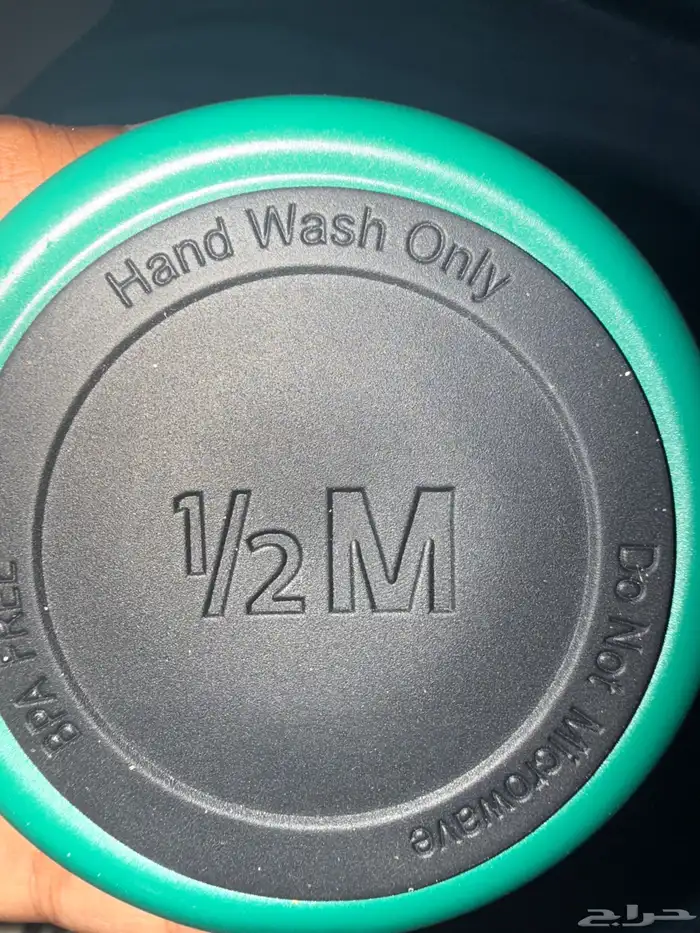 Hand Wash Only
½M
Do Not Microwave
BPA FREE
حراج